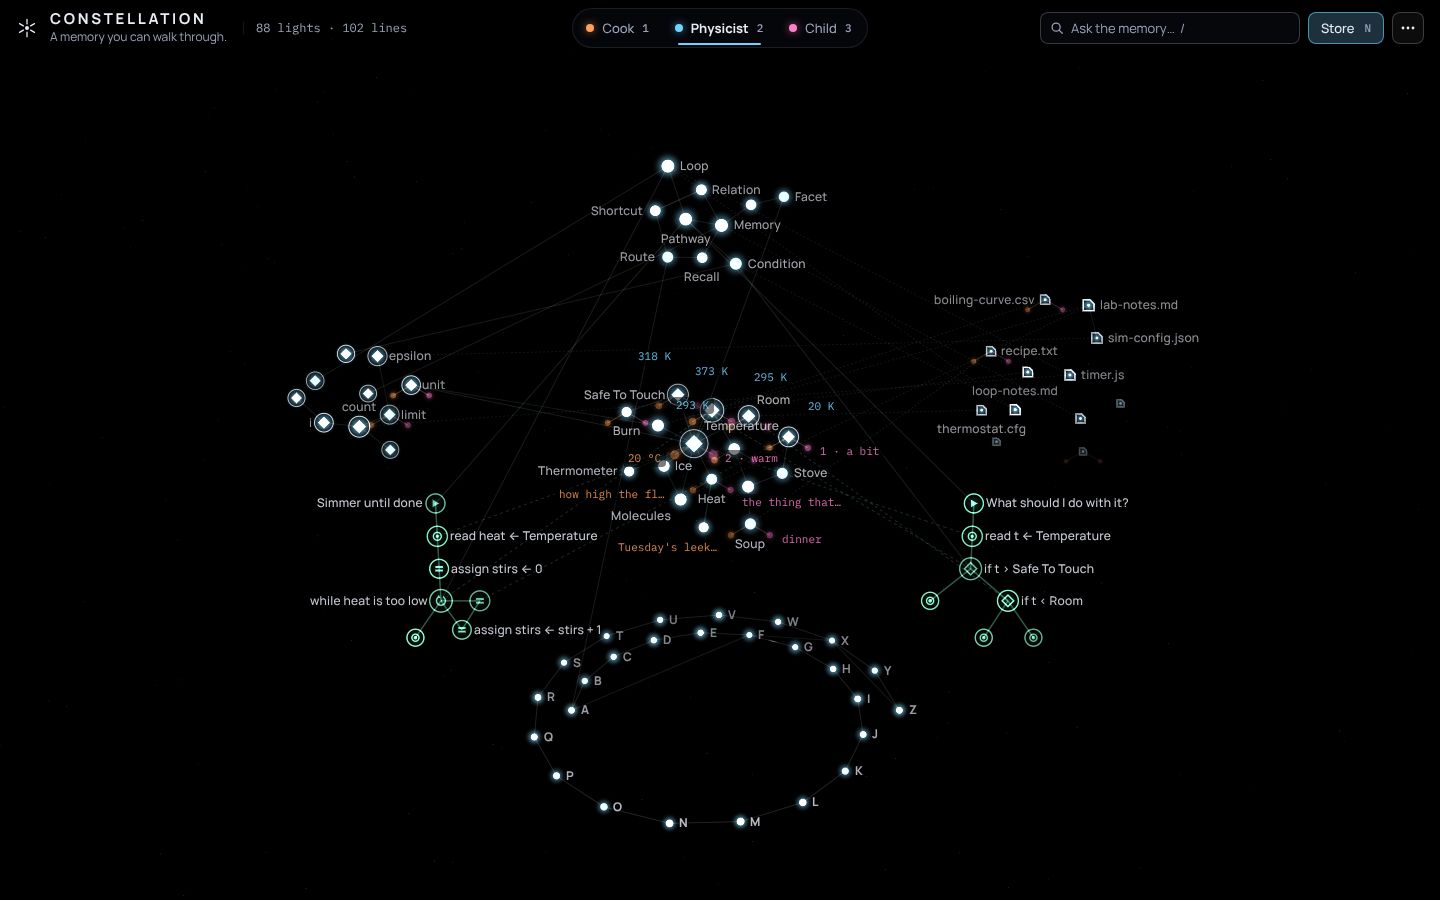 CONSTELLATION
A memory you can walk through.
88 lights · 102 lines
Cook 1
Physicist 2
Child 3
Ask the memory… /
Store N
Loop
Relation
Facet
Shortcut
Memory
Pathway
Route
Recall
Condition
boiling-curve.csv
lab-notes.md
sim-config.json
recipe.txt
timer.js
loop-notes.md
thermostat.cfg
epsilon
unit
count
limit
i
318 K
373 K
295 K
Safe To Touch
293 K
Room
20 K
Burn
Temperature
20 °C
Ice
2 · warm
1 · a bit
Thermometer
Stove
how high the fl…
Heat
the thing that…
Molecules
Tuesday's leek…
Soup
dinner
Simmer until done
read heat ← Temperature
assign stirs ← 0
while heat is too low
assign stirs ← stirs + 1
What should I do with it?
read t ← Temperature
if t > Safe To Touch
if t < Room
A
B
C
D
E
F
G
H
I
J
K
L
M
N
O
P
Q
R
S
T
U
V
W
X
Y
Z